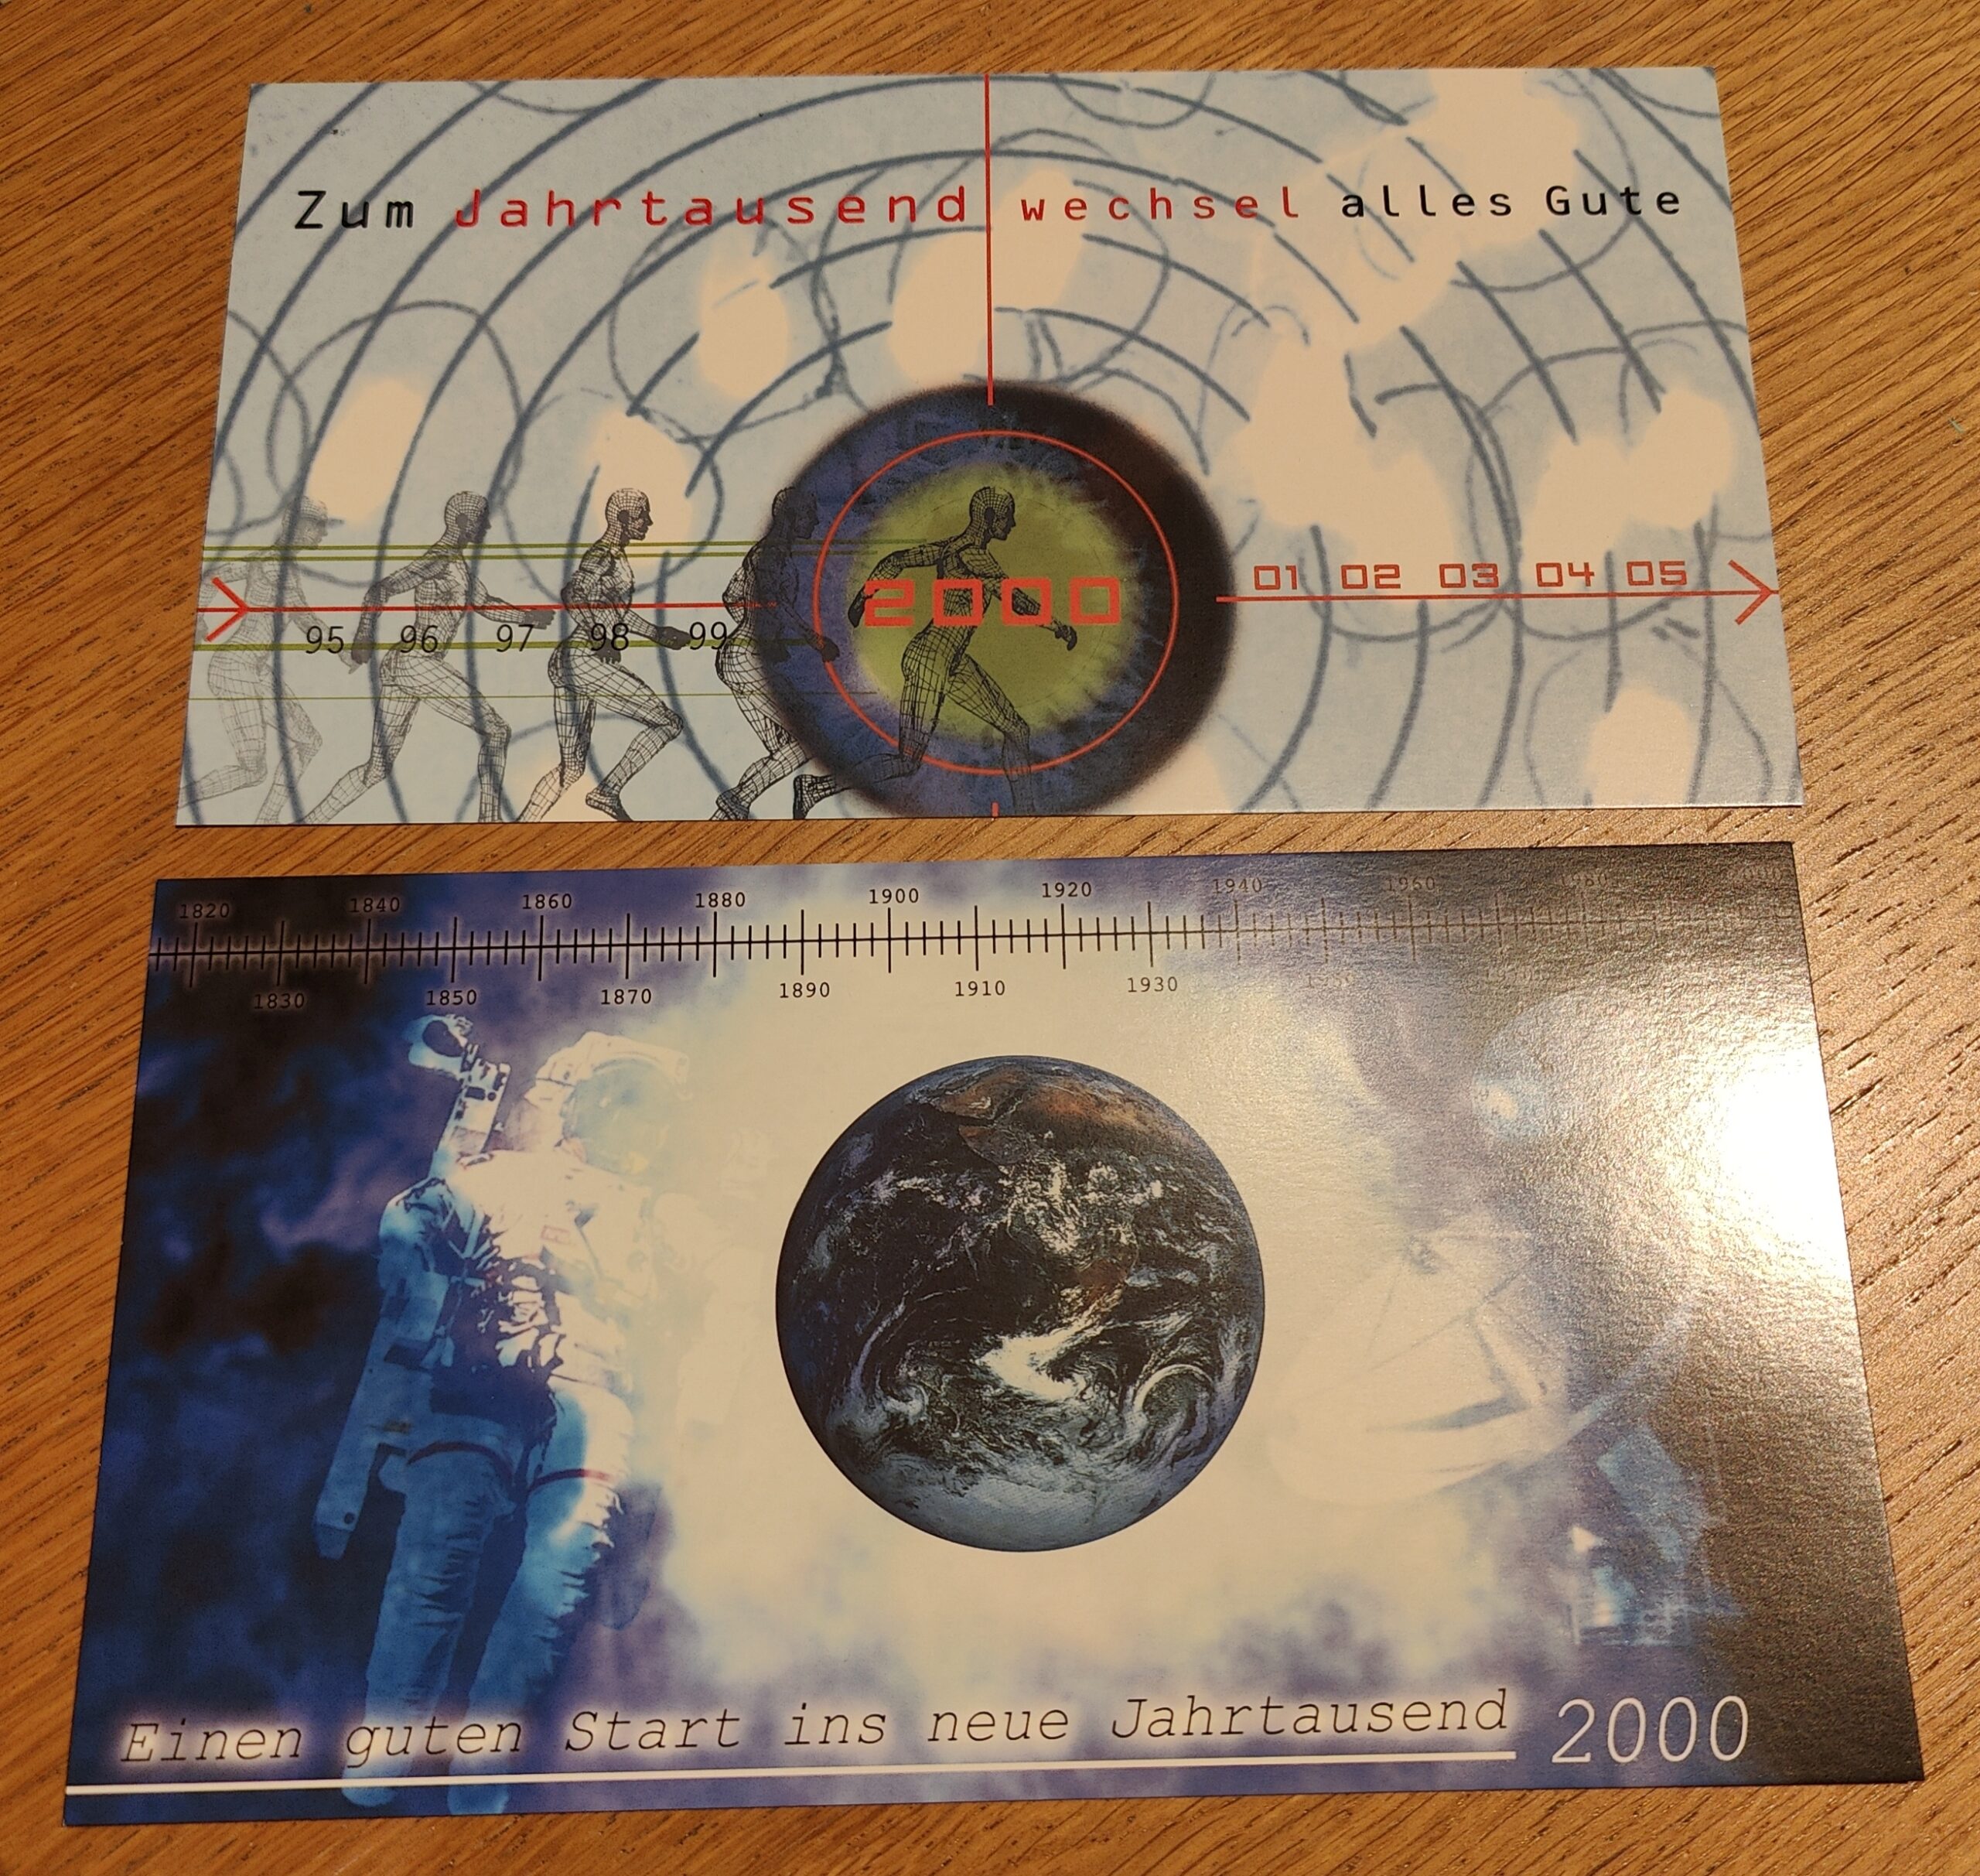 Zum Jahrtausend wechsel alles Gute
2000
01 02 03 04 05
95 96 97 98 99
1820 1840 1860 1880 1900 1920 1940 1960 1980
1830 1850 1870 1890 1910 1930
Einen guten Start ins neue Jahrtausend 2000